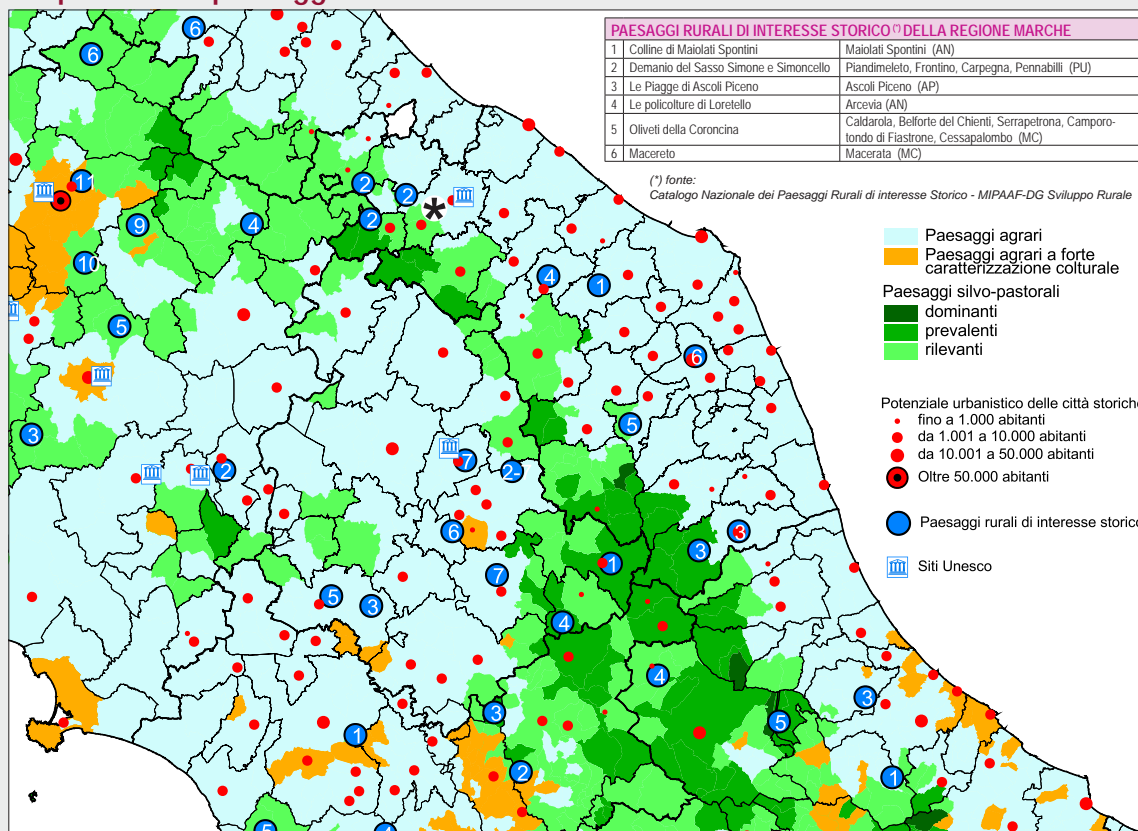 PAESAGGI RURALI DI INTERESSE STORICO (*) DELLA REGIONE MARCHE
1 Colline di Maiolati Spontini Maiolati Spontini (AN)
2 Demanio del Sasso Simone e Simoncello Piandimeleto, Frontino, Carpegna, Pennabilli (PU)
3 Le Piagge di Ascoli Piceno Ascoli Piceno (AP)
4 Le policolture di Loretello Arcevia (AN)
5 Oliveti della Coroncina Caldarola, Belforte del Chienti, Serrapetrona, Camporo-
tondo di Fiastrone, Cessapalombo (MC)
6 Macereto Macerata (MC)
(*) fonte:
Catalogo Nazionale dei Paesaggi Rurali di interesse Storico - MIPAAF-DG Sviluppo Rurale
Paesaggi agrari
Paesaggi agrari a forte
caratterizzazione colturale
Paesaggi silvo-pastorali
dominanti
prevalenti
rilevanti
Potenziale urbanistico delle città storiche
fino a 1.000 abitanti
da 1.001 a 10.000 abitanti
da 10.001 a 50.000 abitanti
Oltre 50.000 abitanti
Paesaggi rurali di interesse storico
Siti Unesco
6
6
11
2
2
*
9
4
2
10
4
1
5
6
3
5
2
7
2-
6
3
3
7
1
5
3
4
4
3
3
5
1
2
1
5
4